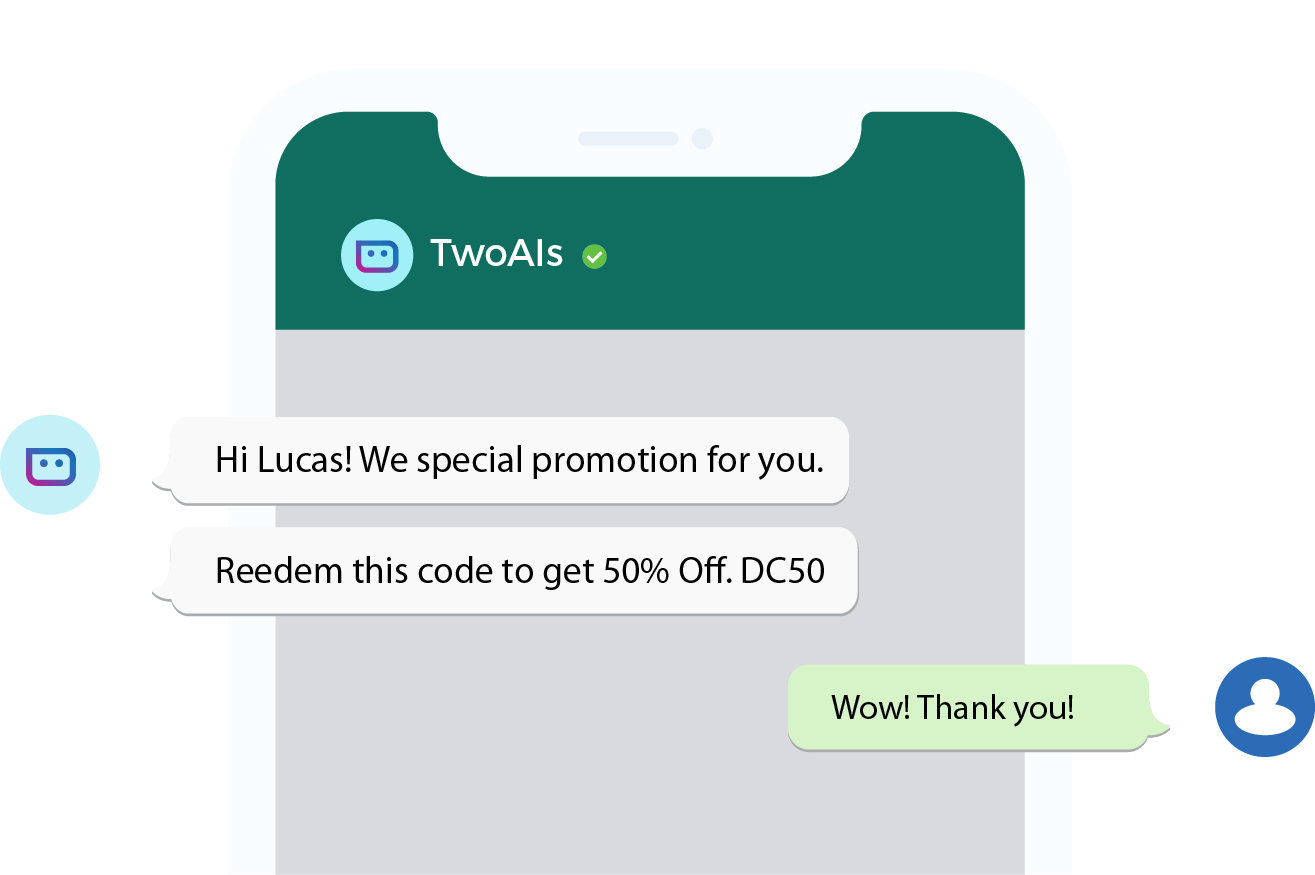 TwoAIs
Hi Lucas! We special promotion for you.
Reedem this code to get 50% Off. DC50
Wow! Thank you!